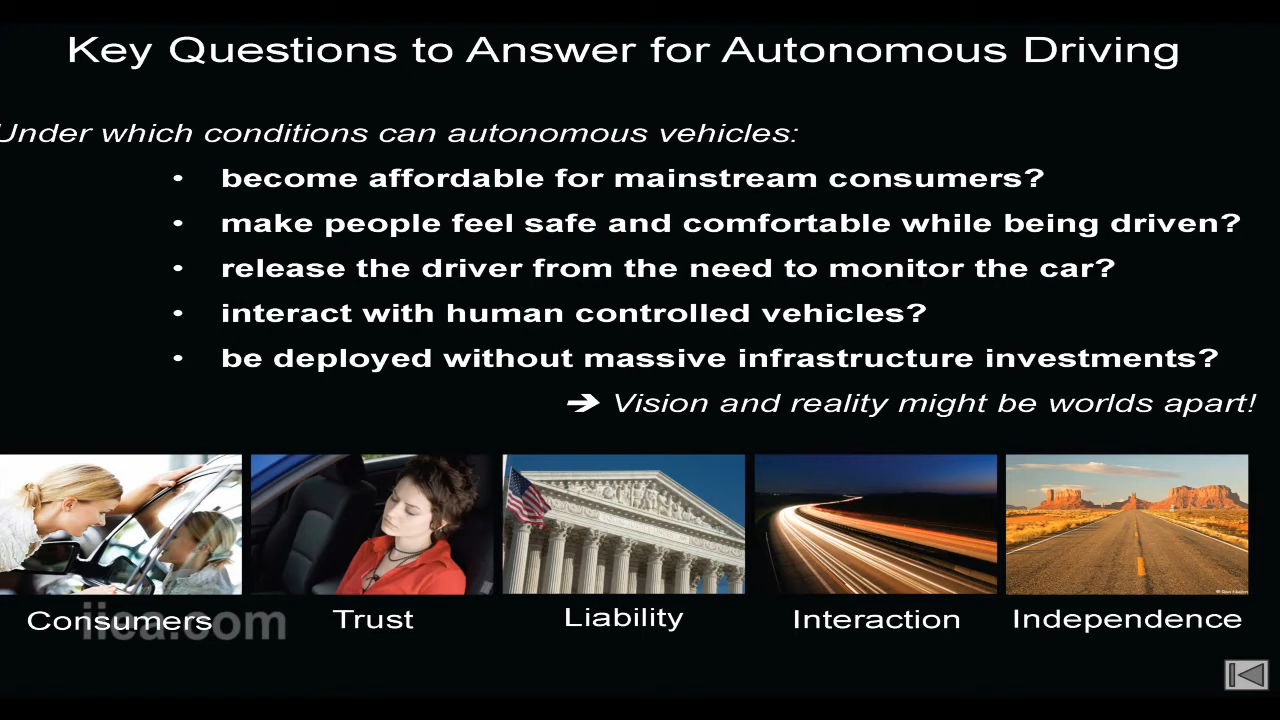 Key Questions to Answer for Autonomous Driving
Under which conditions can autonomous vehicles:
• become affordable for mainstream consumers?
• make people feel safe and comfortable while being driven?
• release the driver from the need to monitor the car?
• interact with human controlled vehicles?
• be deployed without massive infrastructure investments?
➔ Vision and reality might be worlds apart!
Consumers Trust Liability Interaction Independence
iica.com